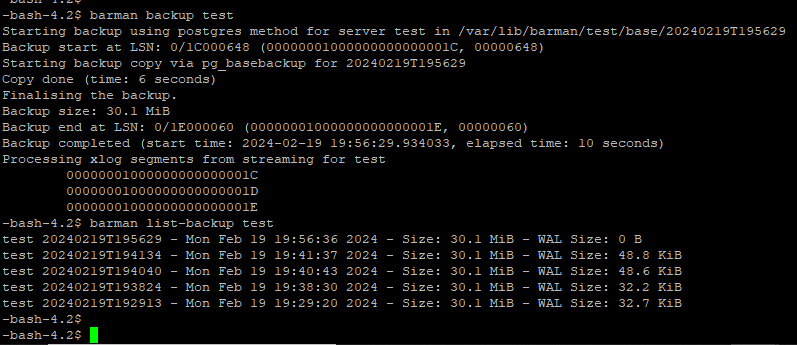 -bash-4.2$
-bash-4.2$ barman backup test
Starting backup using postgres method for server test in /var/lib/barman/test/base/20240219T195629
Backup start at LSN: 0/1C000648 (00000001000000000000001C, 00000648)
Starting backup copy via pg_basebackup for 20240219T195629
Copy done (time: 6 seconds)
Finalising the backup.
Backup size: 30.1 MiB
Backup end at LSN: 0/1E000060 (00000001000000000000001E, 00000060)
Backup completed (start time: 2024-02-19 19:56:29.934033, elapsed time: 10 seconds)
Processing xlog segments from streaming for test
00000001000000000000001C
00000001000000000000001D
00000001000000000000001E
-bash-4.2$ barman list-backup test
test 20240219T195629 - Mon Feb 19 19:56:36 2024 - Size: 30.1 MiB - WAL Size: 0 B
test 20240219T194134 - Mon Feb 19 19:41:37 2024 - Size: 30.1 MiB - WAL Size: 48.8 KiB
test 20240219T194040 - Mon Feb 19 19:40:43 2024 - Size: 30.1 MiB - WAL Size: 48.6 KiB
test 20240219T193824 - Mon Feb 19 19:38:30 2024 - Size: 30.1 MiB - WAL Size: 32.2 KiB
test 20240219T192913 - Mon Feb 19 19:29:20 2024 - Size: 30.1 MiB - WAL Size: 32.7 KiB
-bash-4.2$
-bash-4.2$